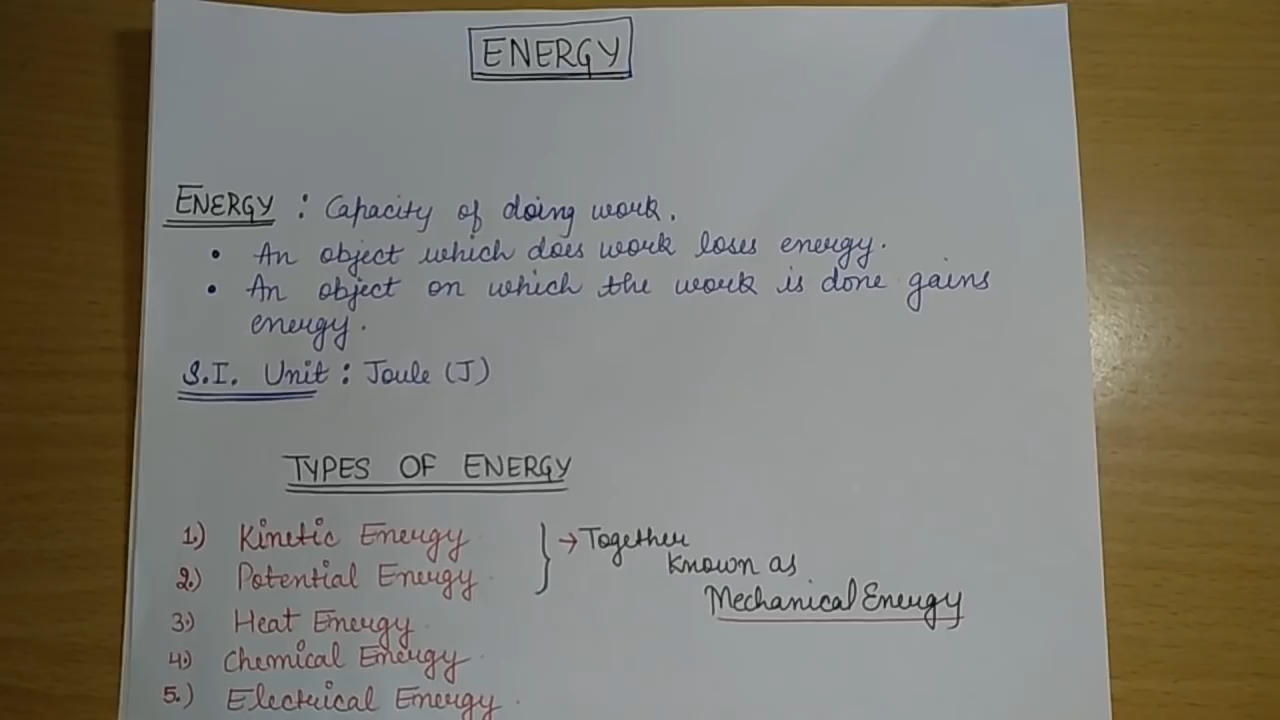 ENERGY
ENERGY : Capacity of doing work.
• An object which does work loses energy.
• An object on which the work is done gains
energy.
S.I. Unit : Joule (J)
TYPES OF ENERGY
1.) Kinetic Energy } → Together
known as
2.) Potential Energy
Mechanical Energy
3.) Heat Energy
4.) Chemical Energy
5.) Electrical Energy